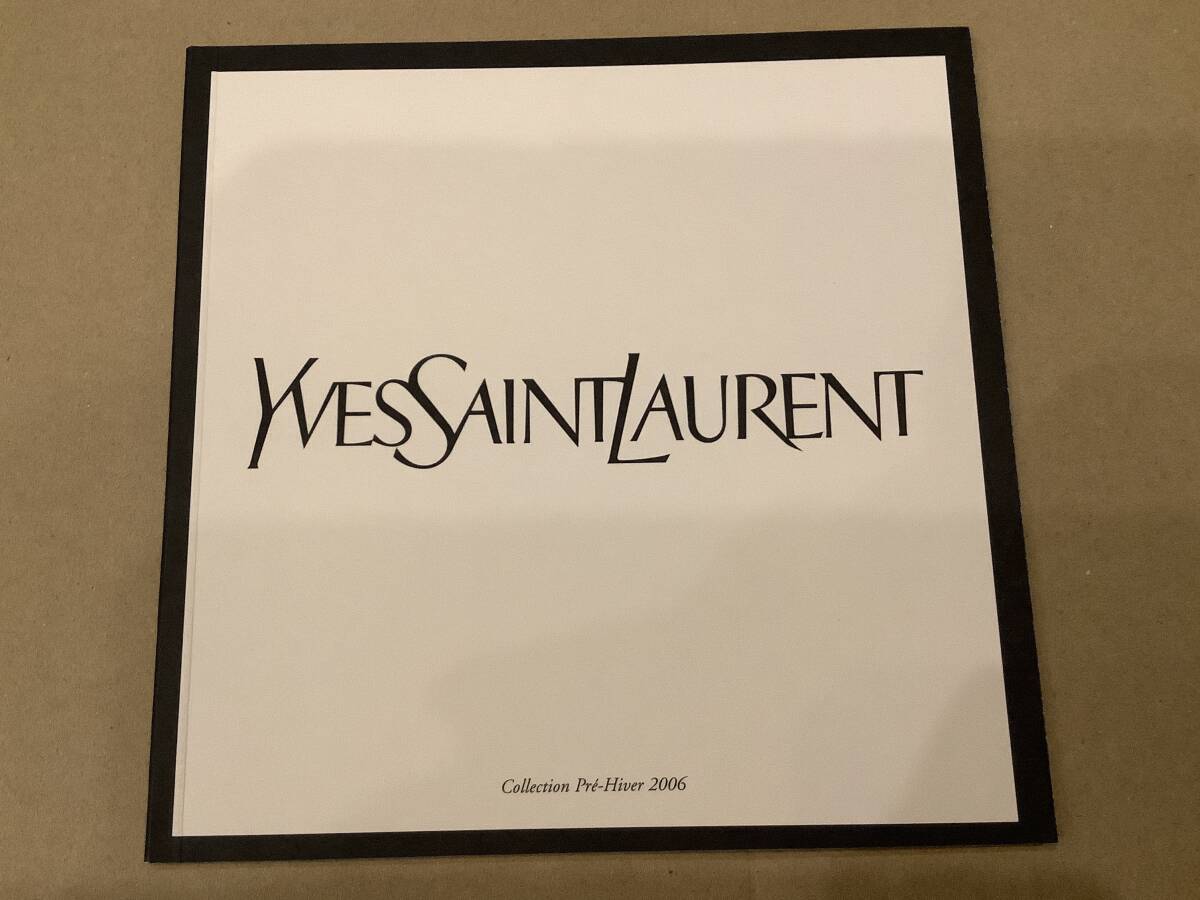 YVESSAINTLAURENT
Collection Pré-Hiver 2006